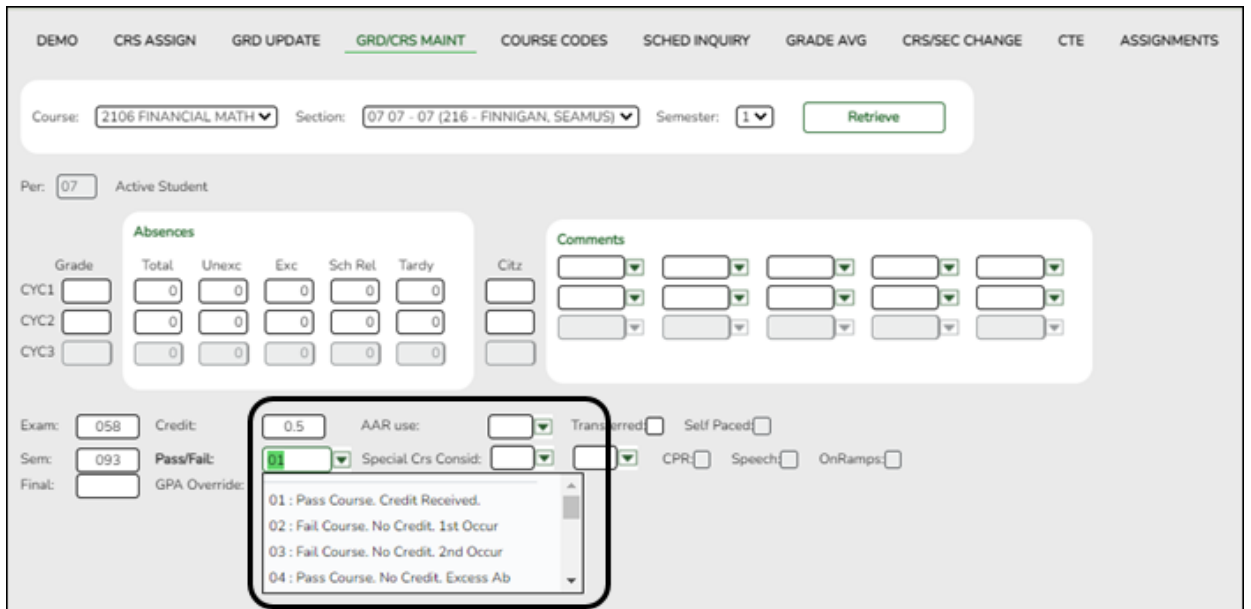 DEMO CRS ASSIGN GRD UPDATE GRD/CRS MAINT COURSE CODES SCHED INQUIRY GRADE AVG CRS/SEC CHANGE CTE ASSIGNMENTS
Course: 2106 FINANCIAL MATH Section: 07 07 - 07 (216 - FINNIGAN, SEAMUS) Semester: 1 Retrieve
Per: 07 Active Student
Absences
Comments
Grade Total Unexc Exc Sch Rel Tardy Citz
CYC1 0 0 0 0 0
CYC2 0 0 0 0 0
CYC3 0 0 0 0 0
Exam: 058 Credit: 0.5 AAR use: Transferred: Self Paced:
Sem: 093 Pass/Fail: 01 Special Crs Consid: CPR: Speech: OnRamps:
Final: GPA Override:
01 : Pass Course. Credit Received.
02 : Fail Course. No Credit. 1st Occur
03 : Fail Course. No Credit. 2nd Occur
04 : Pass Course. No Credit. Excess Ab